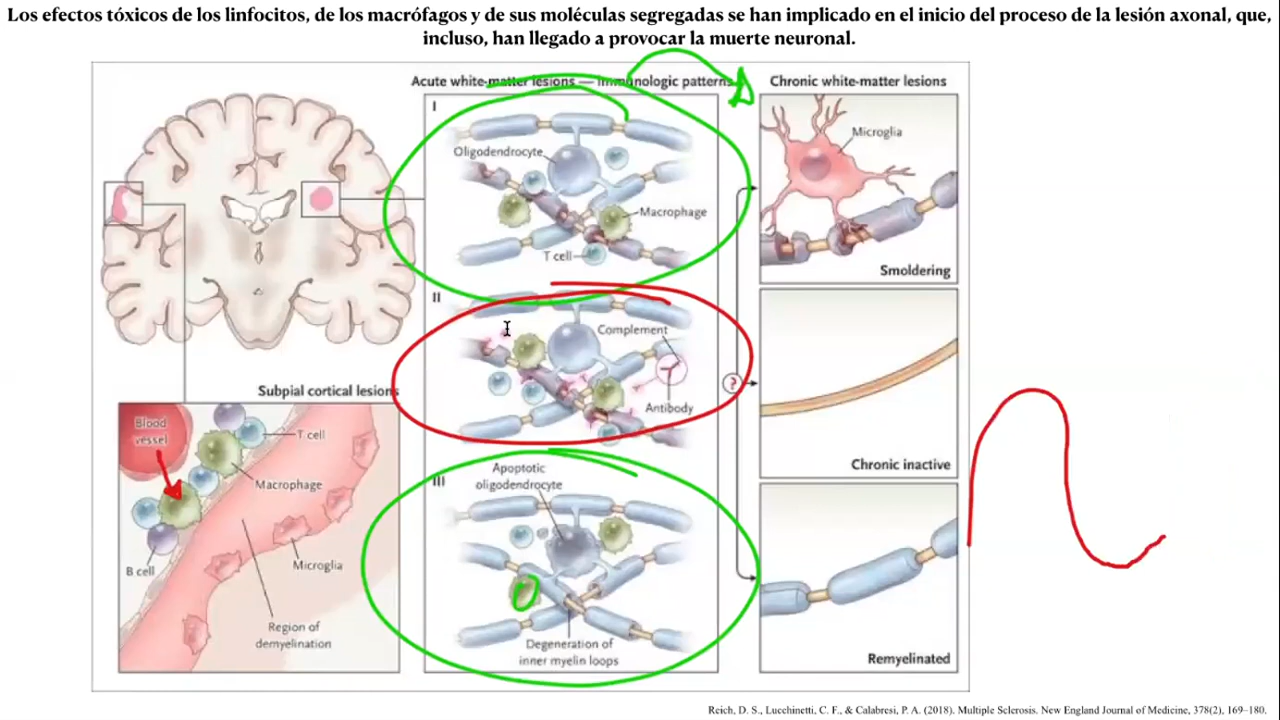 Los efectos tóxicos de los linfocitos, de los macrófagos y de sus moléculas segregadas se han implicado en el inicio del proceso de la lesión axonal, que,
incluso, han llegado a provocar la muerte neuronal.
Acute white-matter lesions — Immunologic patterns
Chronic white-matter lesions
I
Oligodendrocyte
Macrophage
T cell
II
Complement
Antibody
III
Apoptotic
oligodendrocyte
Degeneration of
inner myelin loops
?
Microglia
Smoldering
Chronic inactive
Remyelinated
Subpial cortical lesions
Blood
vessel
T cell
Macrophage
Microglia
B cell
Region of
demyelination
Reich, D. S., Lucchinetti, C. F., & Calabresi, P. A. (2018). Multiple Sclerosis. New England Journal of Medicine, 378(2), 169–180.